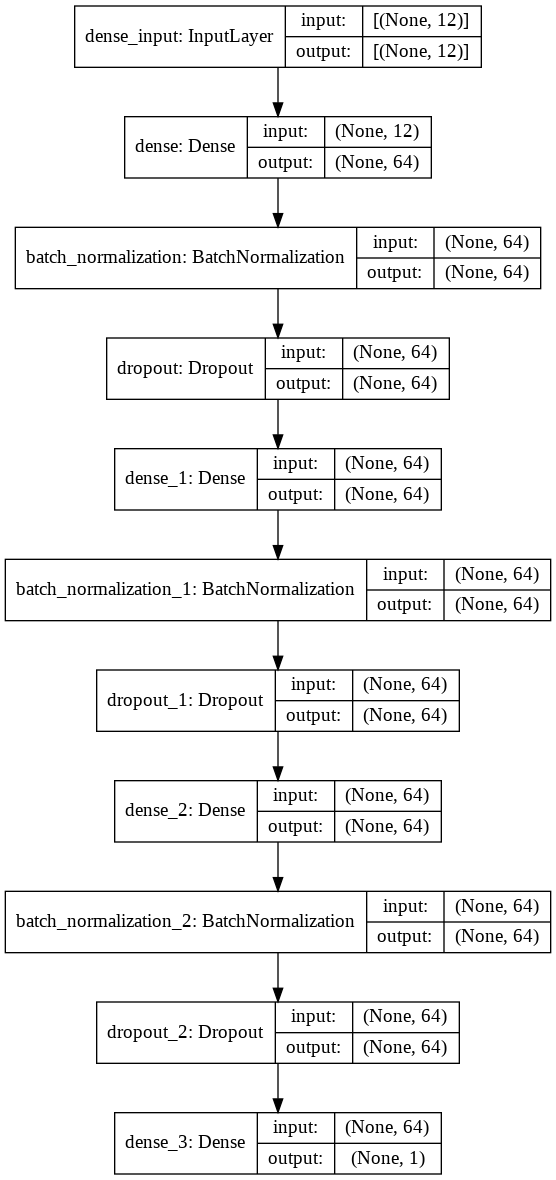 dense_input: InputLayer
input: [(None, 12)]
output: [(None, 12)]
dense: Dense
input: (None, 12)
output: (None, 64)
batch_normalization: BatchNormalization
input: (None, 64)
output: (None, 64)
dropout: Dropout
input: (None, 64)
output: (None, 64)
dense_1: Dense
input: (None, 64)
output: (None, 64)
batch_normalization_1: BatchNormalization
input: (None, 64)
output: (None, 64)
dropout_1: Dropout
input: (None, 64)
output: (None, 64)
dense_2: Dense
input: (None, 64)
output: (None, 64)
batch_normalization_2: BatchNormalization
input: (None, 64)
output: (None, 64)
dropout_2: Dropout
input: (None, 64)
output: (None, 64)
dense_3: Dense
input: (None, 64)
output: (None, 1)